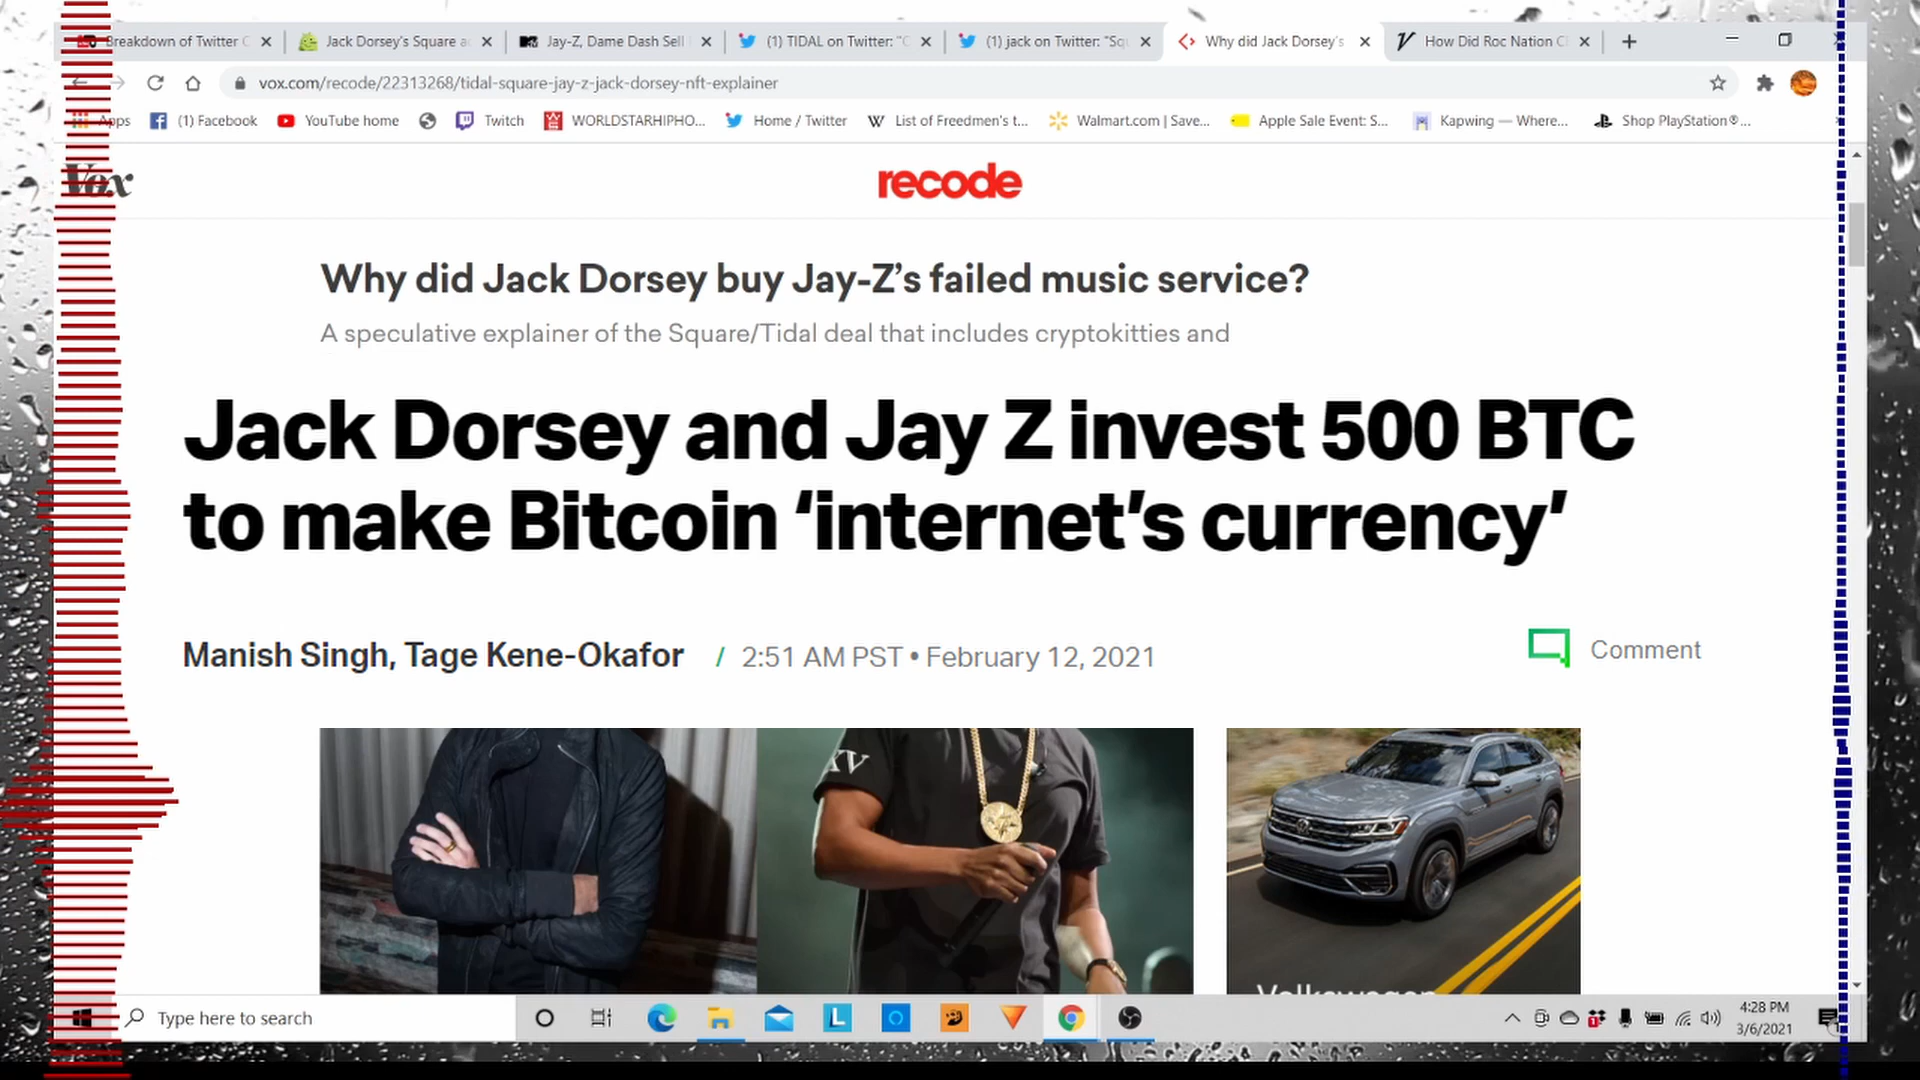 Breakdown of Twitter C
Jack Dorsey's Square a
Jay-Z, Dame Dash Sell
(1) TIDAL on Twitter: "C
(1) jack on Twitter: "Squ
Why did Jack Dorsey's
How Did Roc Nation C
vox.com/recode/22313268/tidal-square-jay-z-jack-dorsey-nft-explainer
Apps
(1) Facebook
YouTube home
Twitch
WORLDSTARHIPHO...
Home / Twitter
List of Freedmen's t...
Walmart.com | Save...
Apple Sale Event: S...
Kapwing — Where...
Shop PlayStation®...
Vox
recode
Why did Jack Dorsey buy Jay-Z's failed music service?
A speculative explainer of the Square/Tidal deal that includes cryptokitties and
Jack Dorsey and Jay Z invest 500 BTC
to make Bitcoin ‘internet’s currency’
Manish Singh, Tage Kene-Okafor / 2:51 AM PST • February 12, 2021
Comment
XV
Volkswagen
Type here to search
4:28 PM
3/6/2021